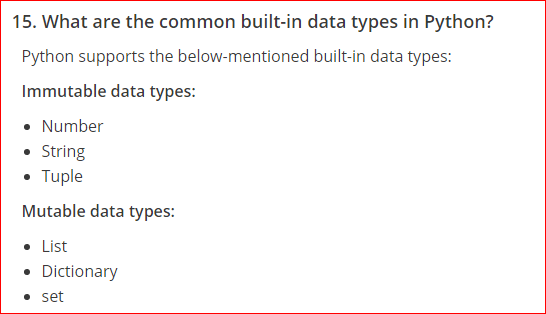 15. What are the common built-in data types in Python?
Python supports the below-mentioned built-in data types:
Immutable data types:
• Number
• String
• Tuple
Mutable data types:
• List
• Dictionary
• set